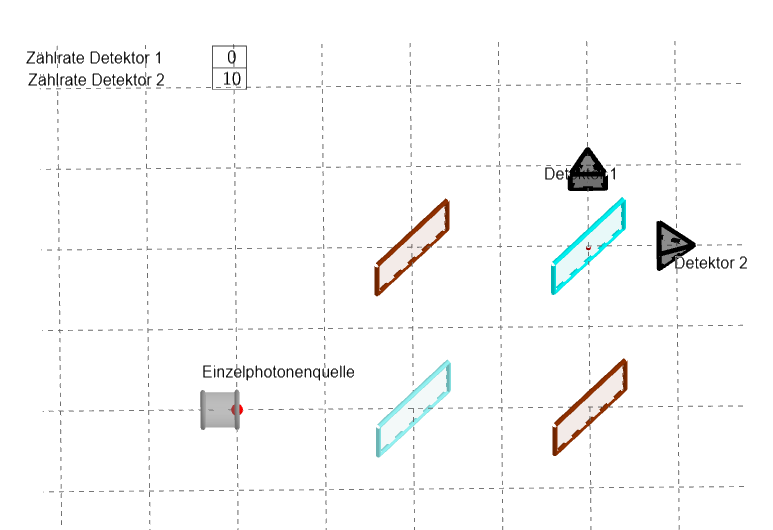 Zählrate Detektor 1 0
Zählrate Detektor 2 10
Detektor 1
Detektor 2
Einzelphotonenquelle